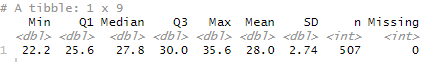 # A tibble: 1 x 9
Min Q1 Median Q3 Max Mean SD n Missing
<dbl> <dbl> <dbl> <dbl> <dbl> <dbl> <dbl> <int> <int>
1 22.2 25.6 27.8 30.0 35.6 28.0 2.74 507 0